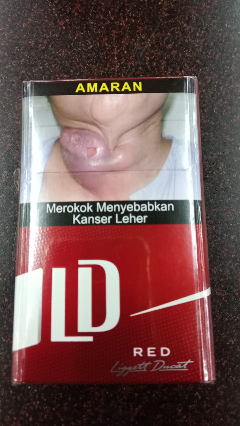 AMARAN
Merokok Menyebabkan
Kanser Leher
LD
RED
Liggett Ducat